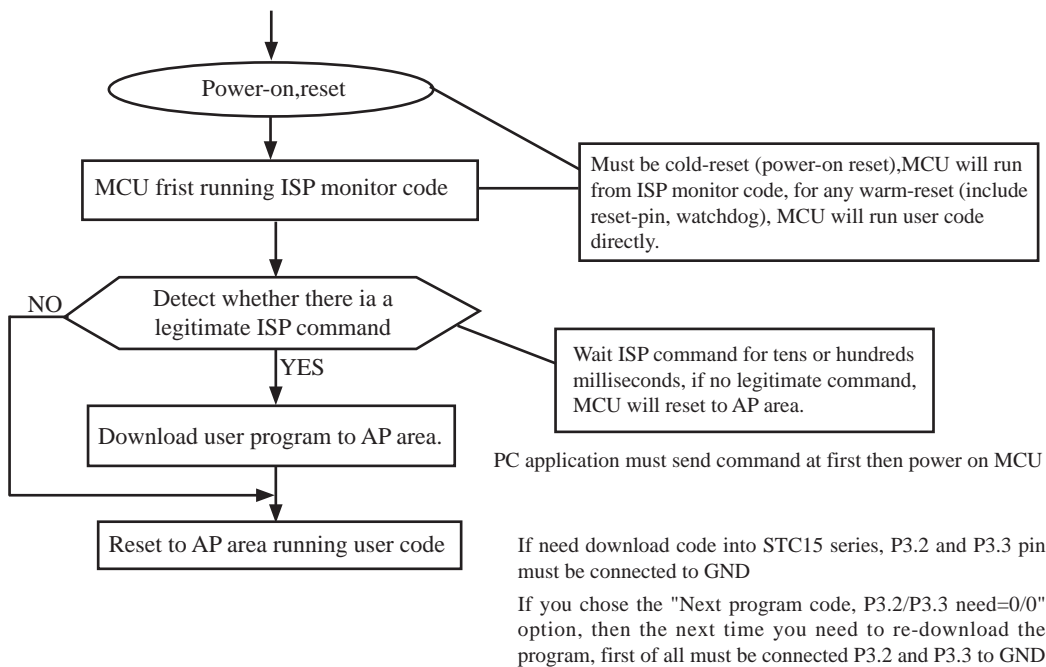 Power-on,reset
MCU frist running ISP monitor code
Must be cold-reset (power-on reset),MCU will run
from ISP monitor code, for any warm-reset (include
reset-pin, watchdog), MCU will run user code
directly.
NO
Detect whether there ia a
legitimate ISP command
YES
Wait ISP command for tens or hundreds
milliseconds, if no legitimate command,
MCU will reset to AP area.
Download user program to AP area.
PC application must send command at first then power on MCU
Reset to AP area running user code
If need download code into STC15 series, P3.2 and P3.3 pin
must be connected to GND
If you chose the "Next program code, P3.2/P3.3 need=0/0"
option, then the next time you need to re-download the
program, first of all must be connected P3.2 and P3.3 to GND